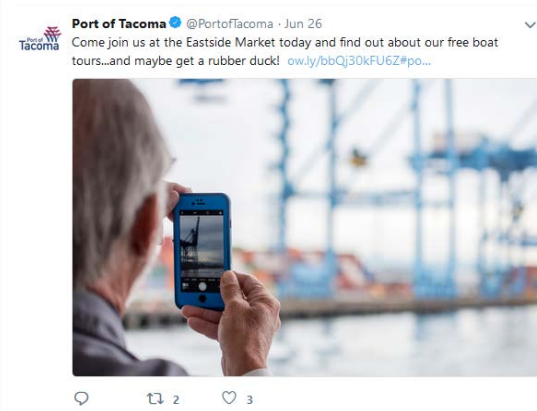 Port of Tacoma @PortofTacoma · Jun 26
Port of
Tacoma
Come join us at the Eastside Market today and find out about our free boat
tours...and maybe get a rubber duck! ow.ly/bbQj30kFU6Z#po...
2
3